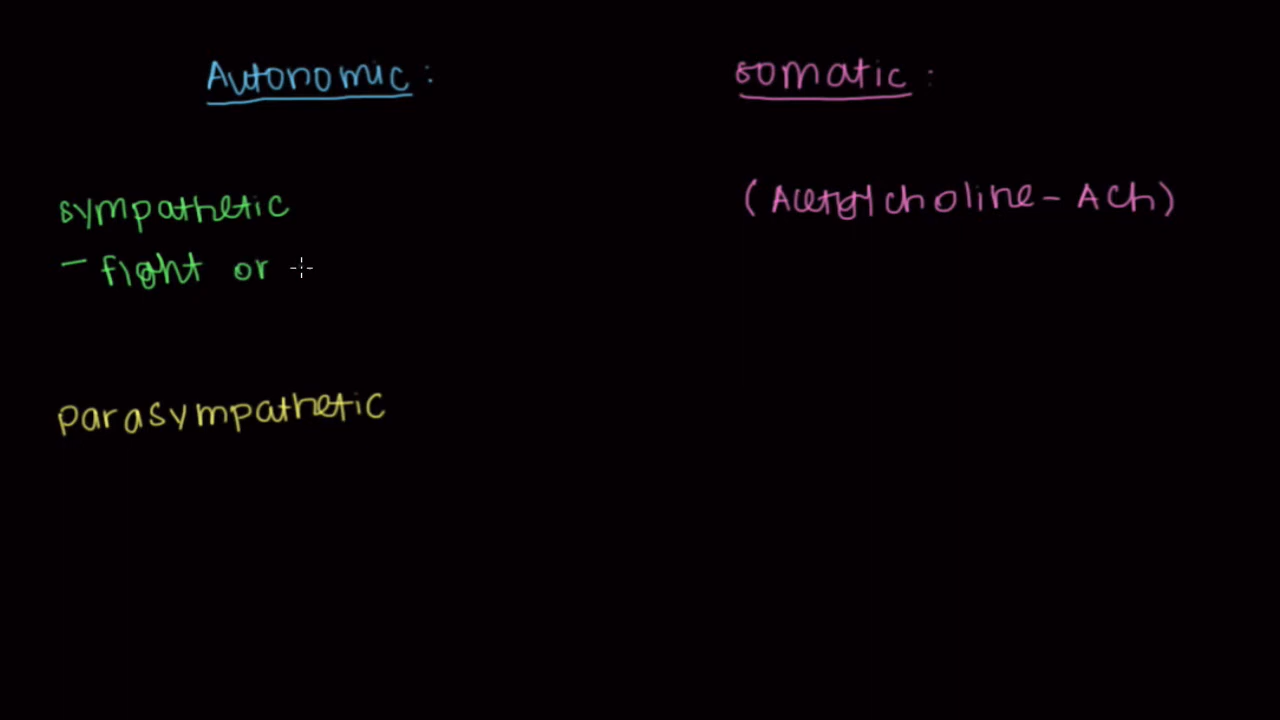 Autonomic:
somatic:
sympathetic
- fight or
(Acetylcholine - ACh)
parasympathetic